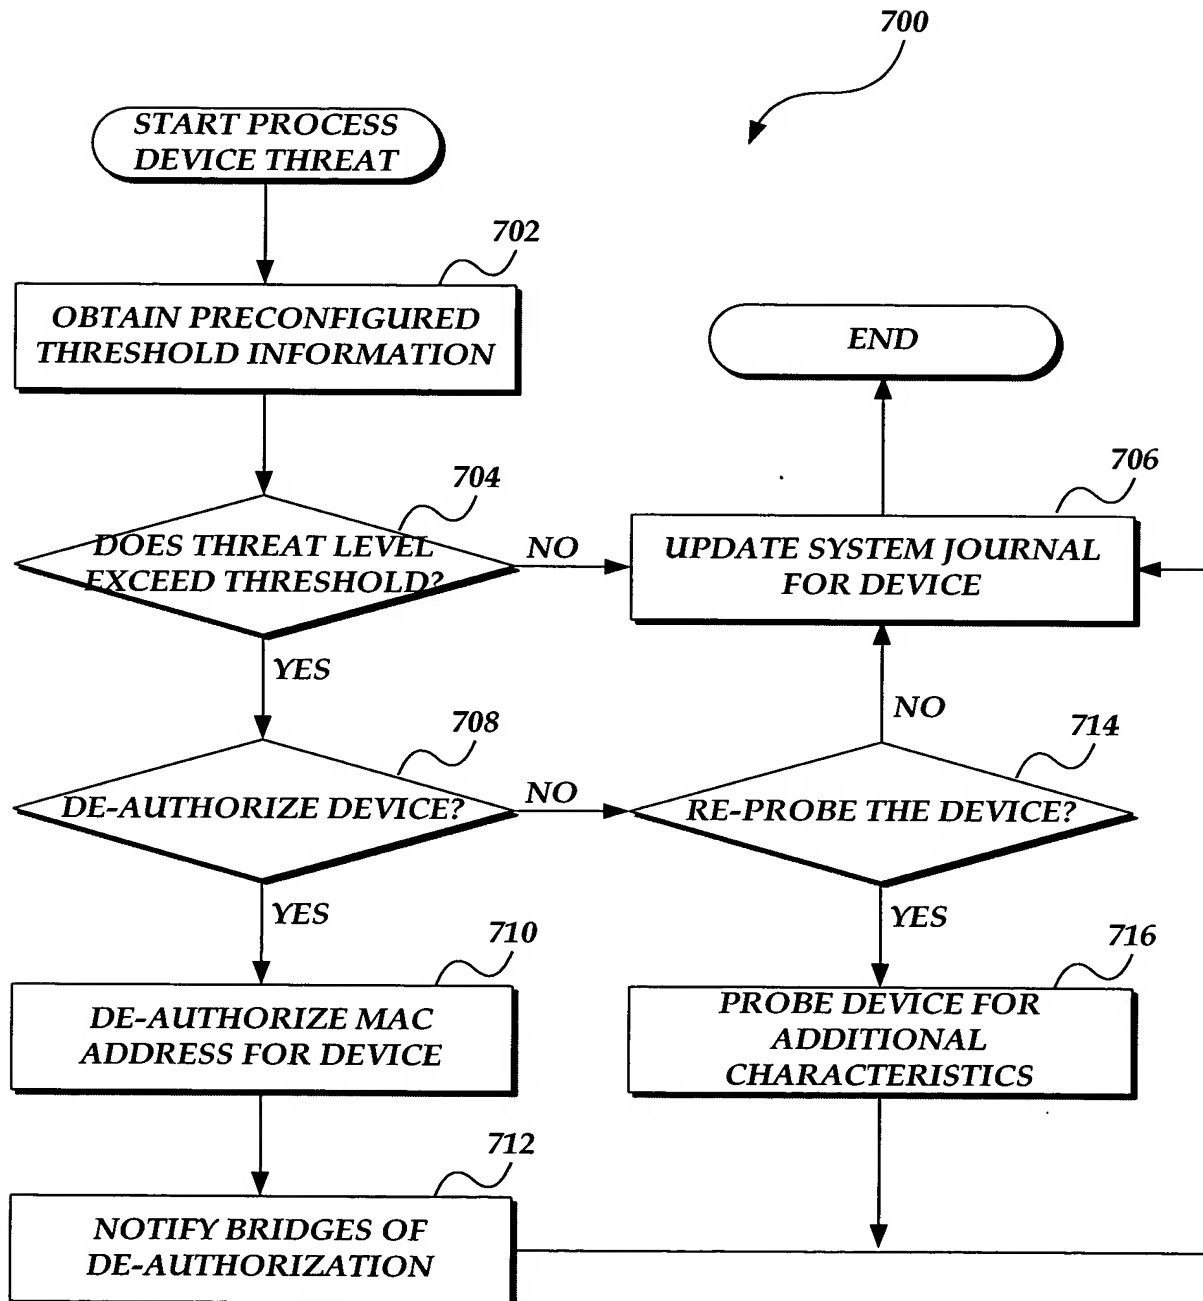 700
START PROCESS
DEVICE THREAT
702
OBTAIN PRECONFIGURED
THRESHOLD INFORMATION
END
704
DOES THREAT LEVEL
EXCEED THRESHOLD?
NO
706
UPDATE SYSTEM JOURNAL
FOR DEVICE
YES
708
DE-AUTHORIZE DEVICE?
NO
NO
714
RE-PROBE THE DEVICE?
YES
710
DE-AUTHORIZE MAC
ADDRESS FOR DEVICE
YES
716
PROBE DEVICE FOR
ADDITIONAL
CHARACTERISTICS
712
NOTIFY BRIDGES OF
DE-AUTHORIZATION